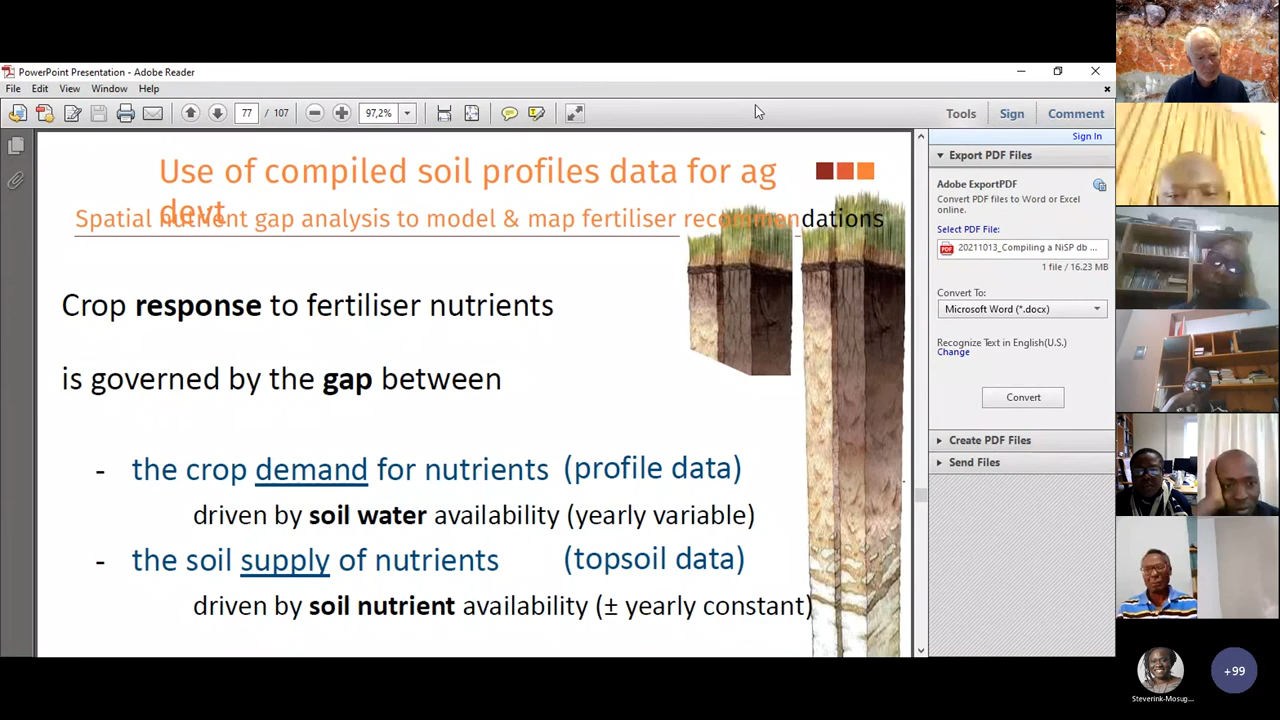 PowerPoint Presentation - Adobe Reader
File Edit View Window Help
77 / 107 97,2% Tools Sign Comment
Sign In
Export PDF Files
Adobe ExportPDF
Convert PDF files to Word or Excel
online.
Select PDF File:
20211013_Compiling a NiSP db ...
1 file / 16.23 MB
Convert To:
Microsoft Word (*.docx)
Recognize Text in English(U.S.)
Change
Convert
Create PDF Files
Send Files
Use of compiled soil profiles data for ag
devt
Spatial nutrient gap analysis to model & map fertiliser recommendations
Crop response to fertiliser nutrients
is governed by the gap between
- the crop demand for nutrients (profile data)
driven by soil water availability (yearly variable)
- the soil supply of nutrients (topsoil data)
driven by soil nutrient availability (± yearly constant)
Steverink-Mosug...
+99